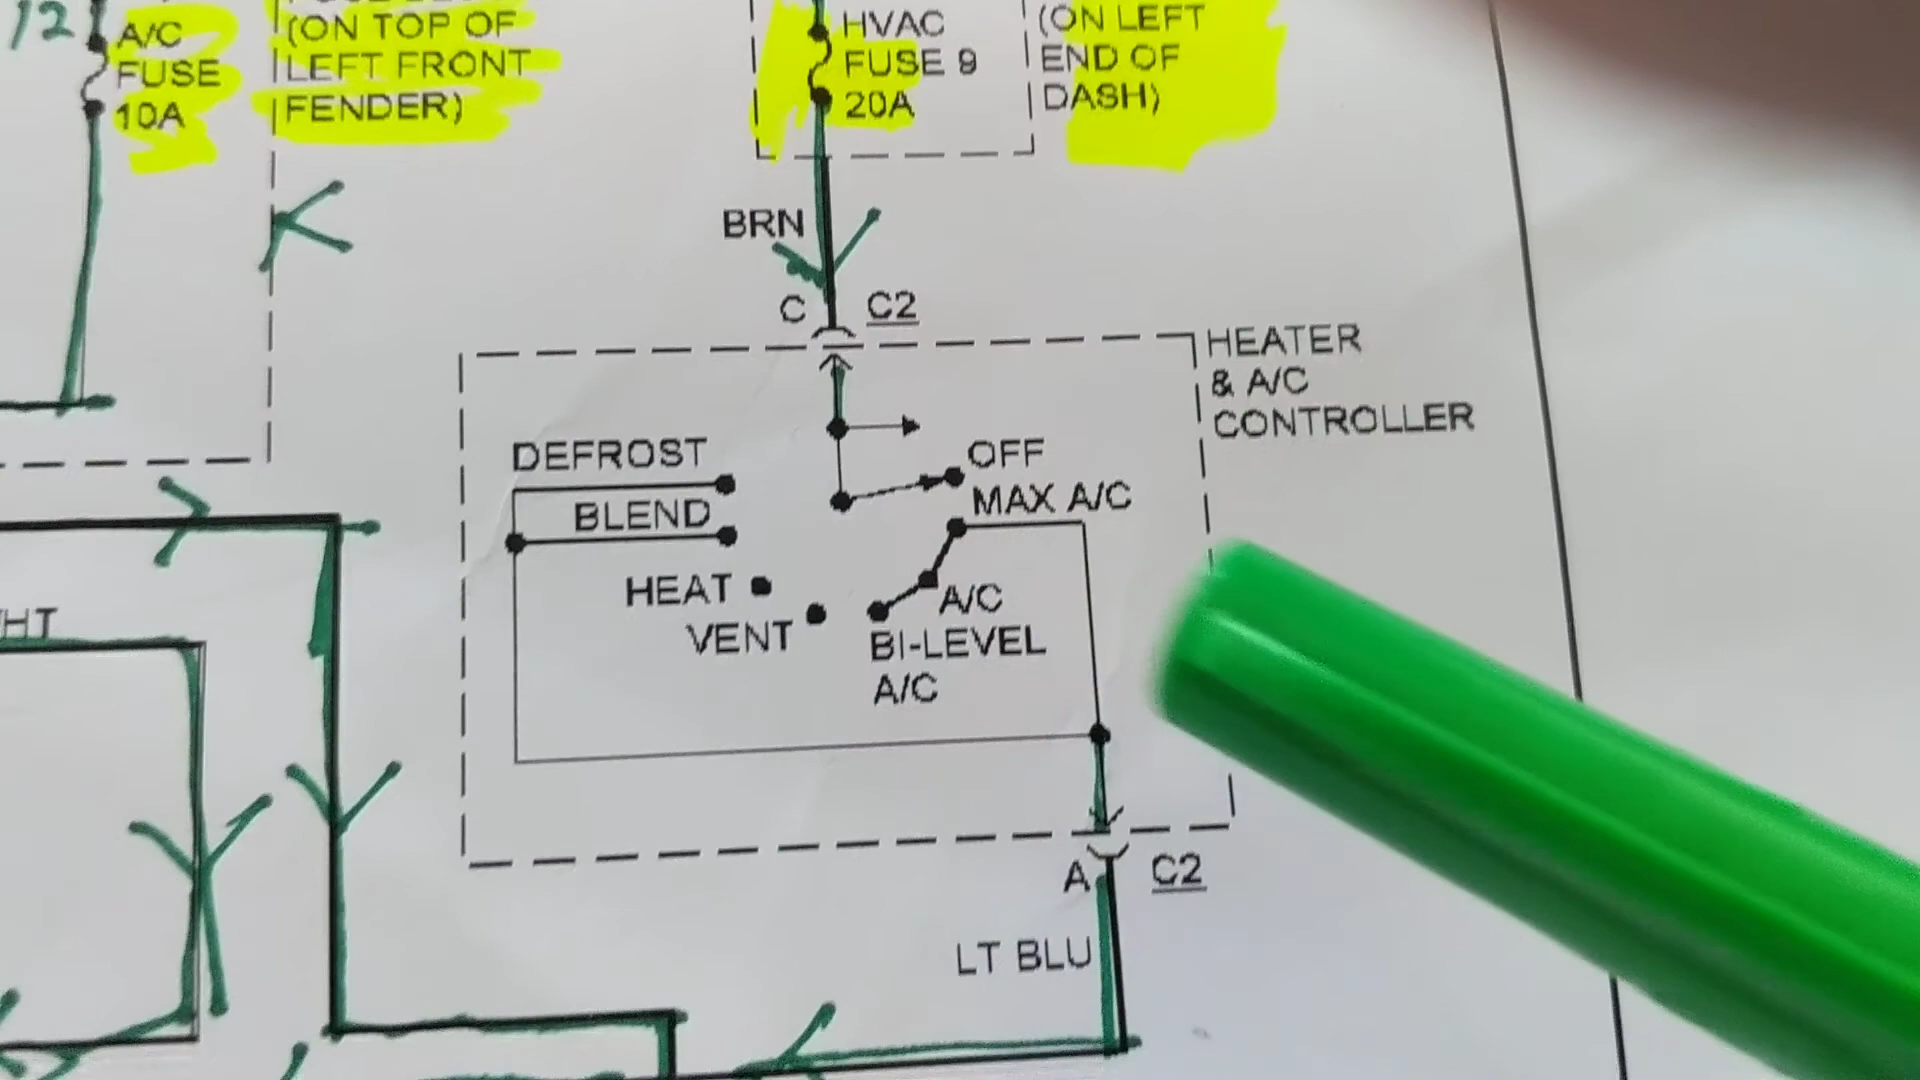 12
A/C
FUSE
10A
(ON TOP OF
LEFT FRONT
FENDER)
HVAC
FUSE 9
20A
(ON LEFT
END OF
DASH)
BRN
C C2
HEATER
& A/C
CONTROLLER
DEFROST
BLEND
HEAT
VENT
OFF
MAX A/C
A/C
BI-LEVEL
A/C
A C2
LT BLU